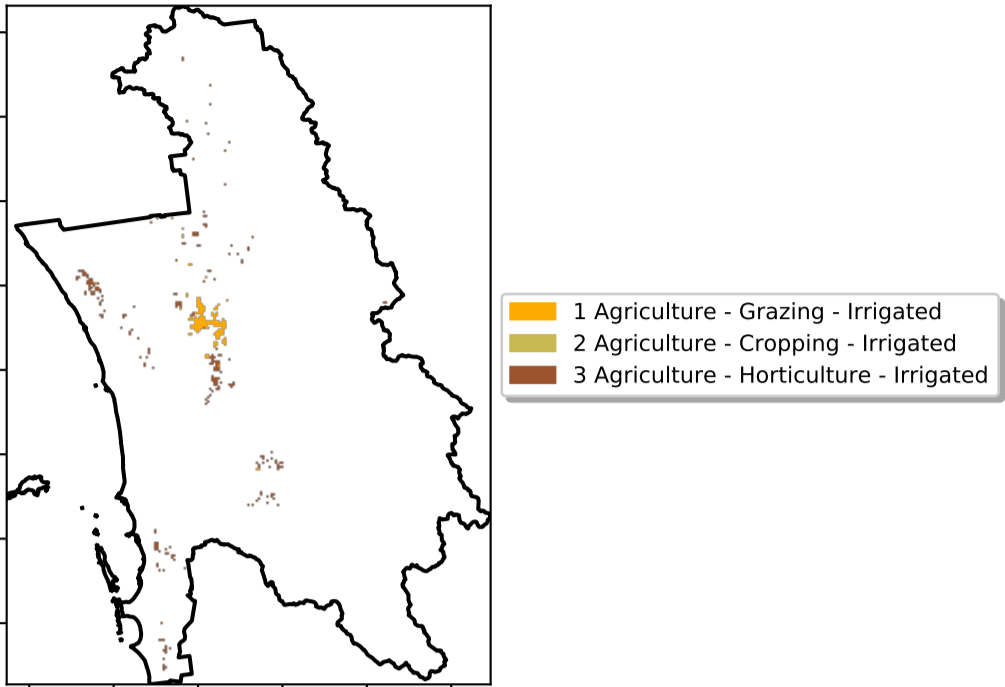 1 Agriculture - Grazing - Irrigated
2 Agriculture - Cropping - Irrigated
3 Agriculture - Horticulture - Irrigated